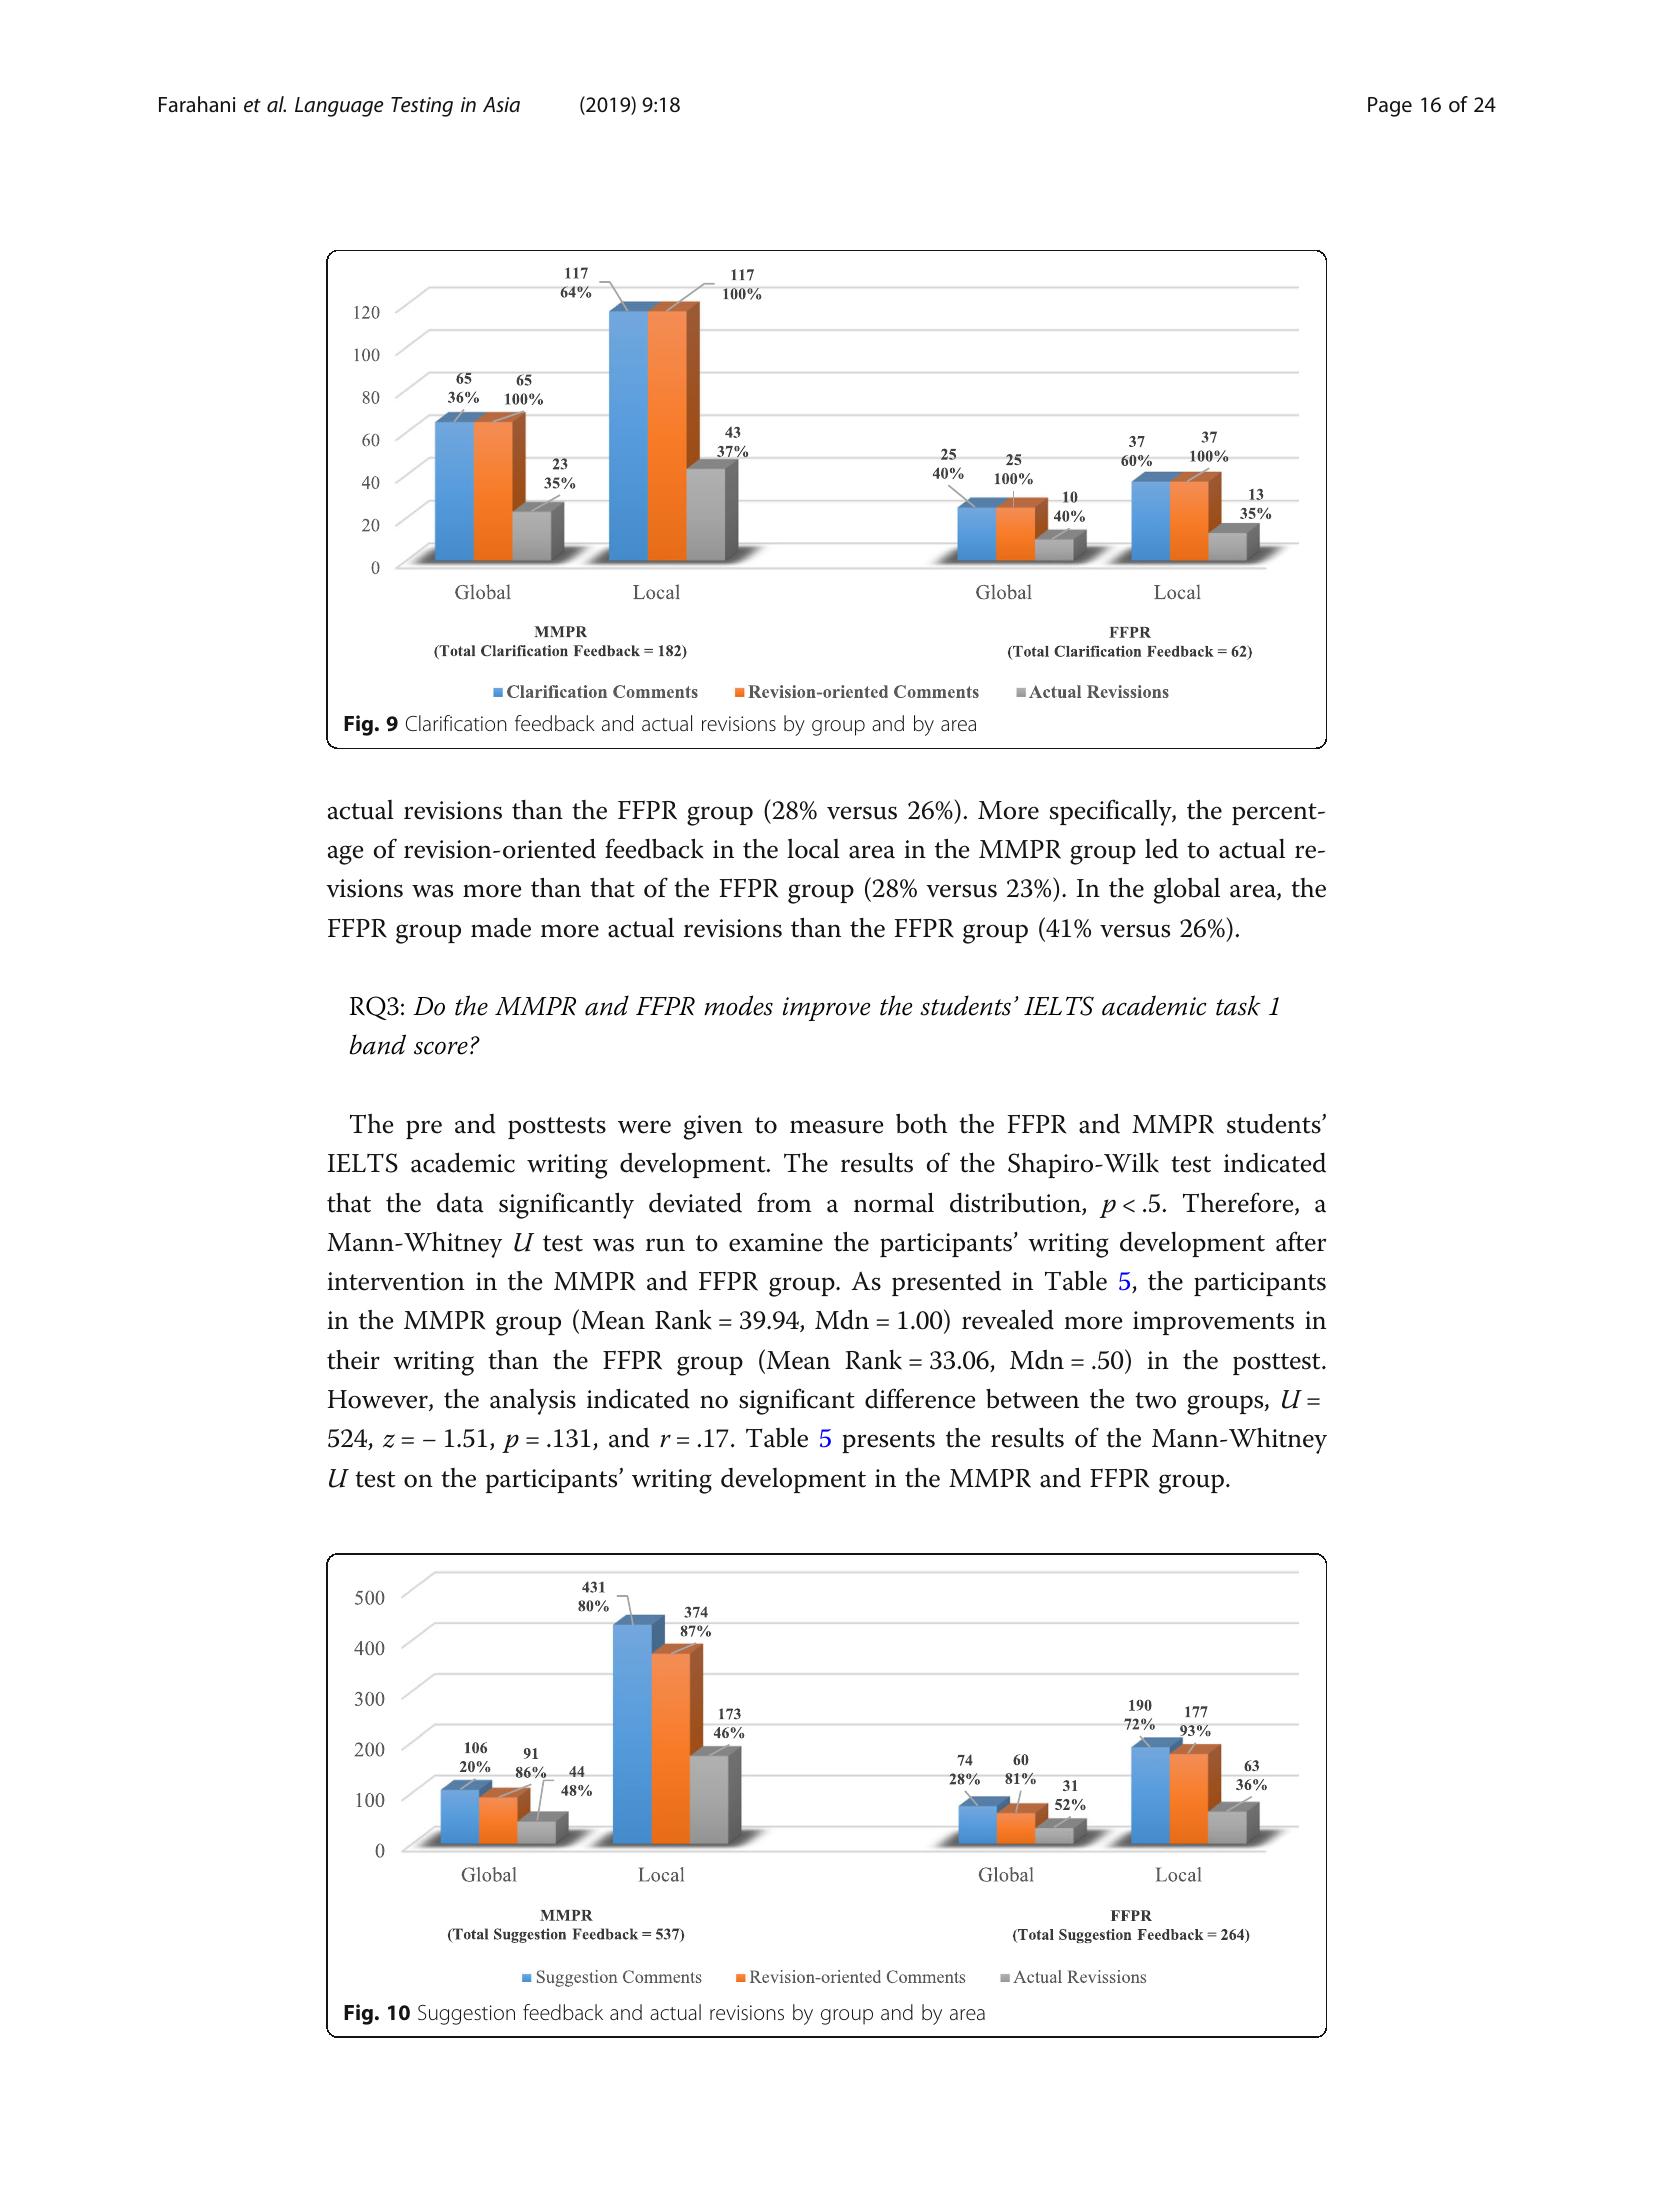 Farahani et al. Language Testing in Asia (2019) 9:18 Page 16 of 24
117
64%
117
100%
120
100
80
60
40
20
0
65
36%
65
100%
23
35%
43
37%
25
40%
25
100%
10
40%
37
60%
37
100%
13
35%
Global Local Global Local
MMPR
(Total Clarification Feedback = 182)
FFPR
(Total Clarification Feedback = 62)
Clarification Comments Revision-oriented Comments Actual Revissions
Fig. 9 Clarification feedback and actual revisions by group and by area
actual revisions than the FFPR group (28% versus 26%). More specifically, the percent-
age of revision-oriented feedback in the local area in the MMPR group led to actual re-
visions was more than that of the FFPR group (28% versus 23%). In the global area, the
FFPR group made more actual revisions than the FFPR group (41% versus 26%).
RQ3: Do the MMPR and FFPR modes improve the students’ IELTS academic task 1
band score?
The pre and posttests were given to measure both the FFPR and MMPR students’
IELTS academic writing development. The results of the Shapiro-Wilk test indicated
that the data significantly deviated from a normal distribution, p < .5. Therefore, a
Mann-Whitney U test was run to examine the participants’ writing development after
intervention in the MMPR and FFPR group. As presented in Table 5, the participants
in the MMPR group (Mean Rank = 39.94, Mdn = 1.00) revealed more improvements in
their writing than the FFPR group (Mean Rank = 33.06, Mdn = .50) in the posttest.
However, the analysis indicated no significant difference between the two groups, U =
524, z = − 1.51, p = .131, and r = .17. Table 5 presents the results of the Mann-Whitney
U test on the participants’ writing development in the MMPR and FFPR group.
500
400
300
200
100
0
106
20%
91
86%
44
48%
431
80%
374
87%
173
46%
74
28%
60
81%
31
52%
190
72%
177
93%
63
36%
Global Local Global Local
MMPR
(Total Suggestion Feedback = 537)
FFPR
(Total Suggestion Feedback = 264)
Suggestion Comments Revision-oriented Comments Actual Revissions
Fig. 10 Suggestion feedback and actual revisions by group and by area